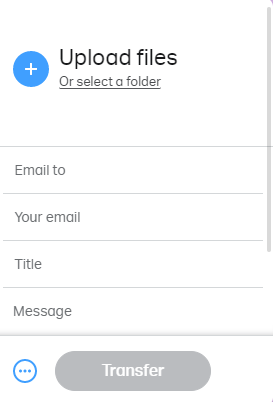 Upload files
Or select a folder
Email to
Your email
Title
Message
Transfer